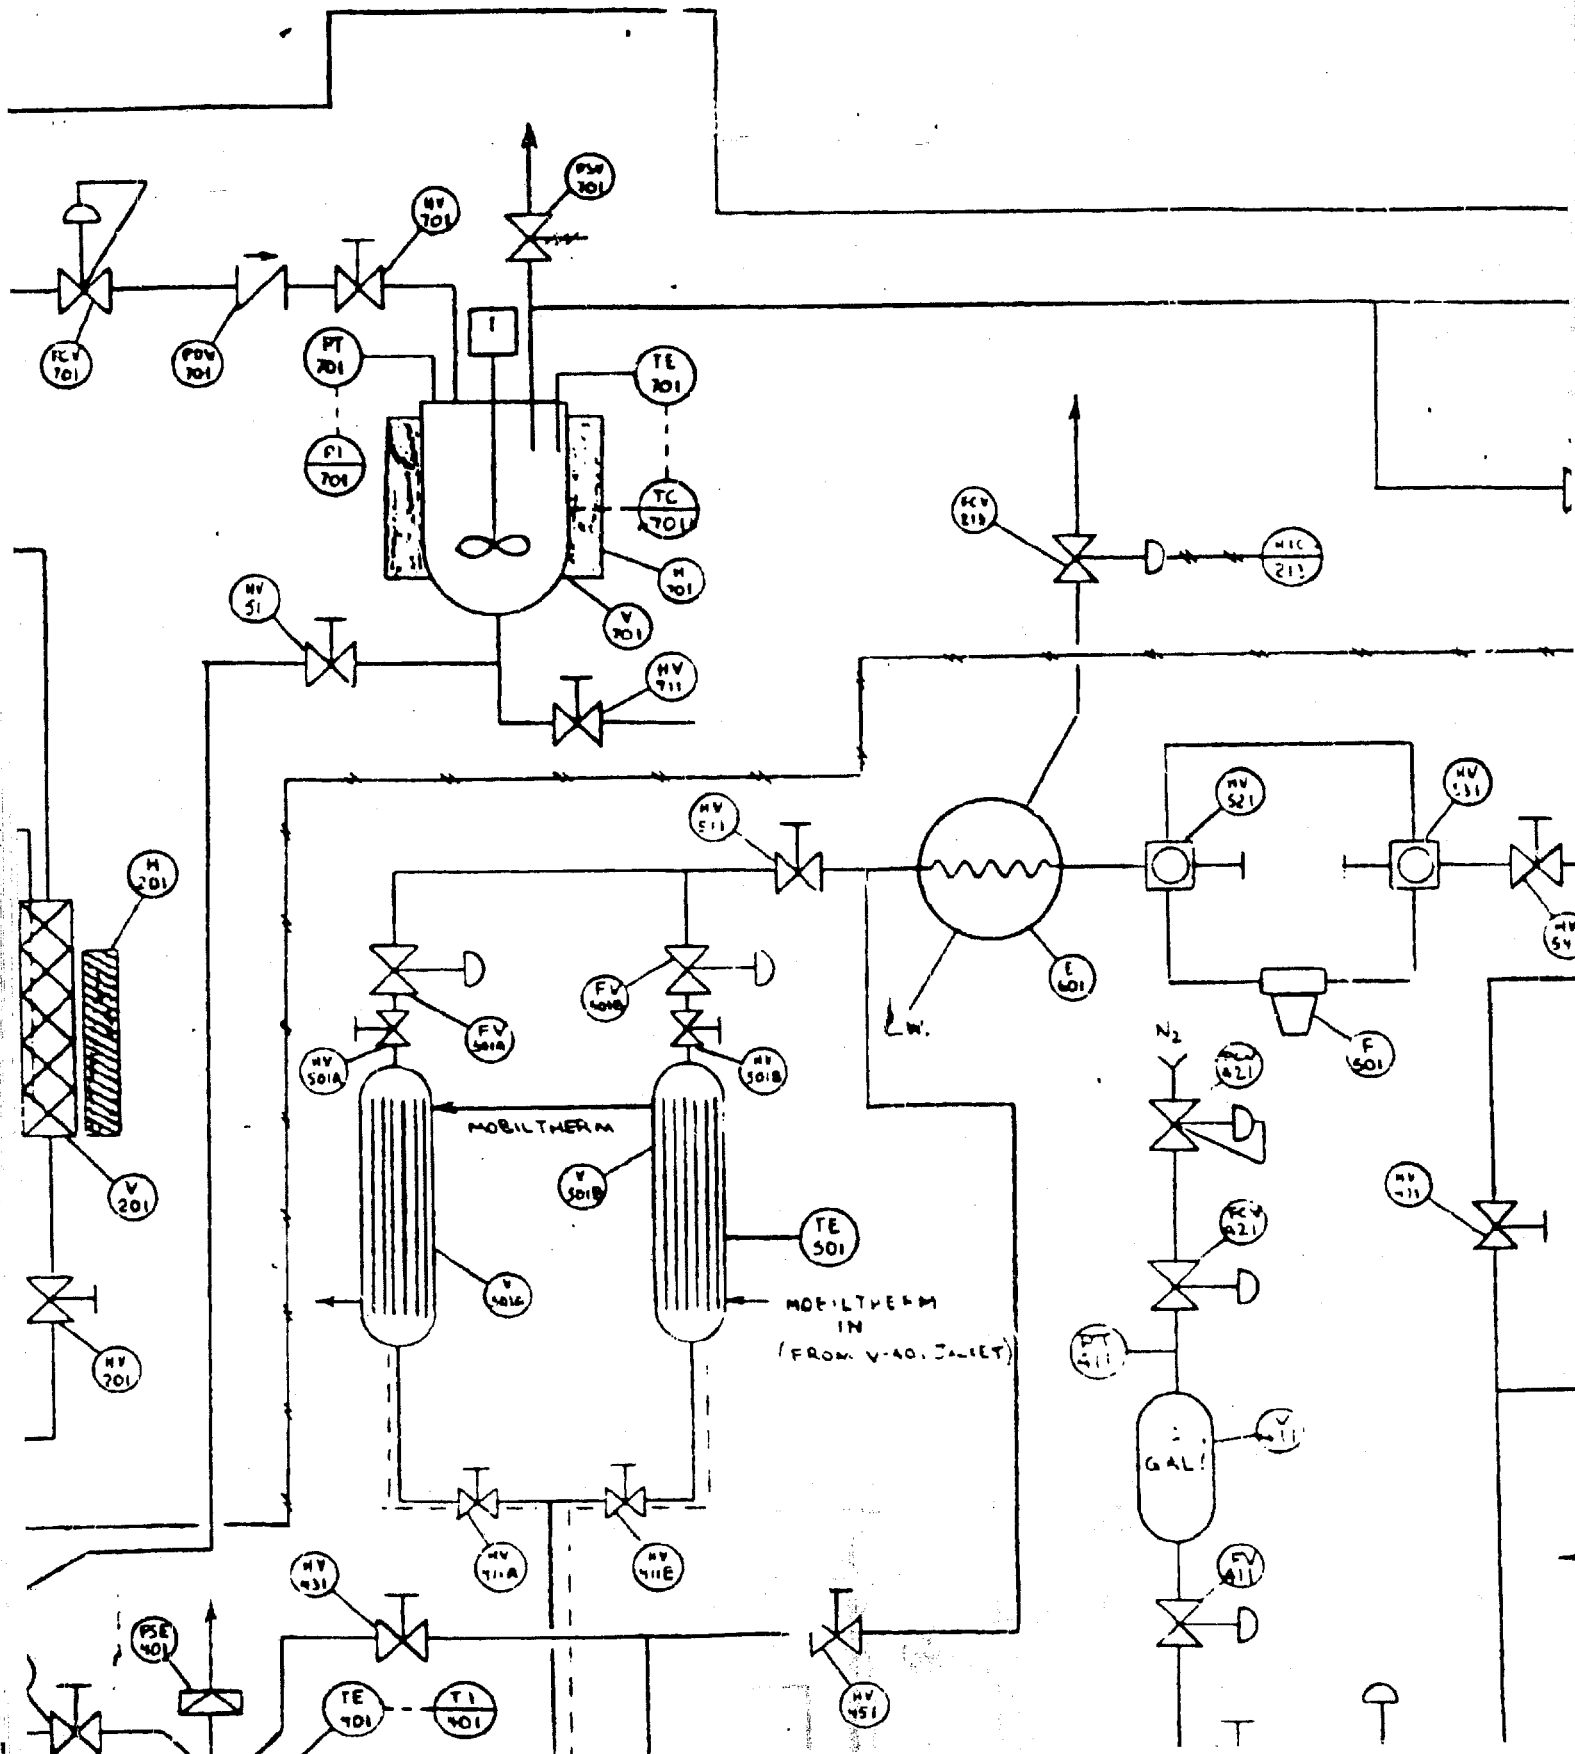 PSV
701
HV
701
FCV
701
PDV
701
PT
701
TE
701
PI
701
TC
701
H
701
V
701
HV
51
HV
711
FCV
213
HIC
213
HV
511
HV
521
HV
531
H
201
V
201
HV
201
FV
501A
FV
501B
HV
501A
HV
501B
E
601
HV
F
501
N2
421
MOBILTHERM
V
501B
TE
501
V
MOBILTHERM
IN
(FROM
FCV
421
HV
PT
411
GAL
V
HV
411A
HV
411B
FV
411
HV
431
PSE
401
TE
401
TI
401
HV
451